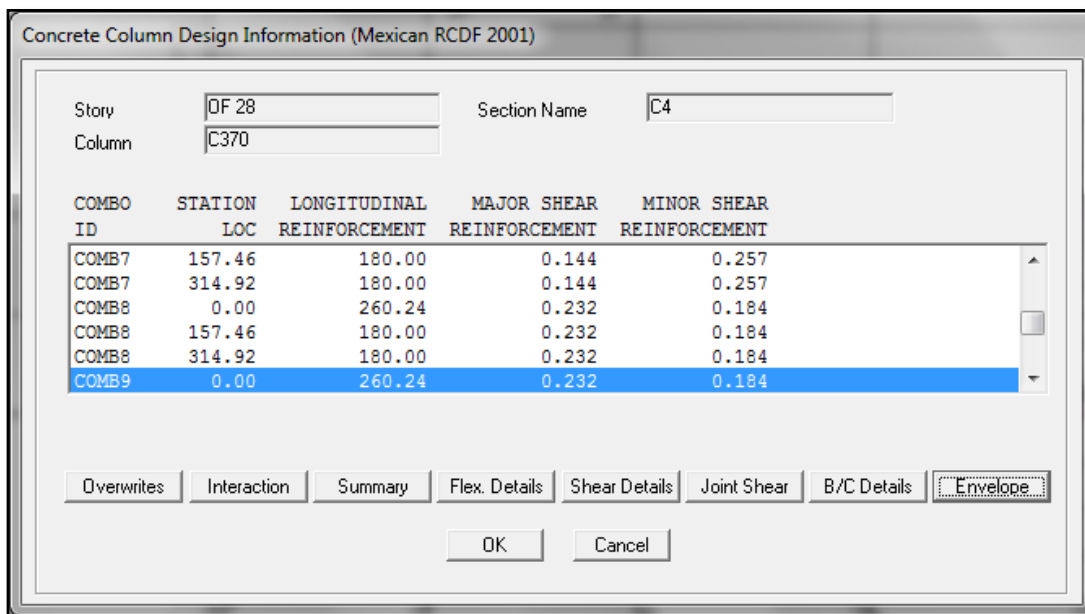 Concrete Column Design Information (Mexican RCDF 2001)
Story OF 28 Section Name C4
Column C370
COMBO STATION LONGITUDINAL MAJOR SHEAR MINOR SHEAR
ID LOC REINFORCEMENT REINFORCEMENT REINFORCEMENT
COMB7 157.46 180.00 0.144 0.257
COMB7 314.92 180.00 0.144 0.257
COMB8 0.00 260.24 0.232 0.184
COMB8 157.46 180.00 0.232 0.184
COMB8 314.92 180.00 0.232 0.184
COMB9 0.00 260.24 0.232 0.184
Overwrites Interaction Summary Flex. Details Shear Details Joint Shear B/C Details Envelope
OK Cancel